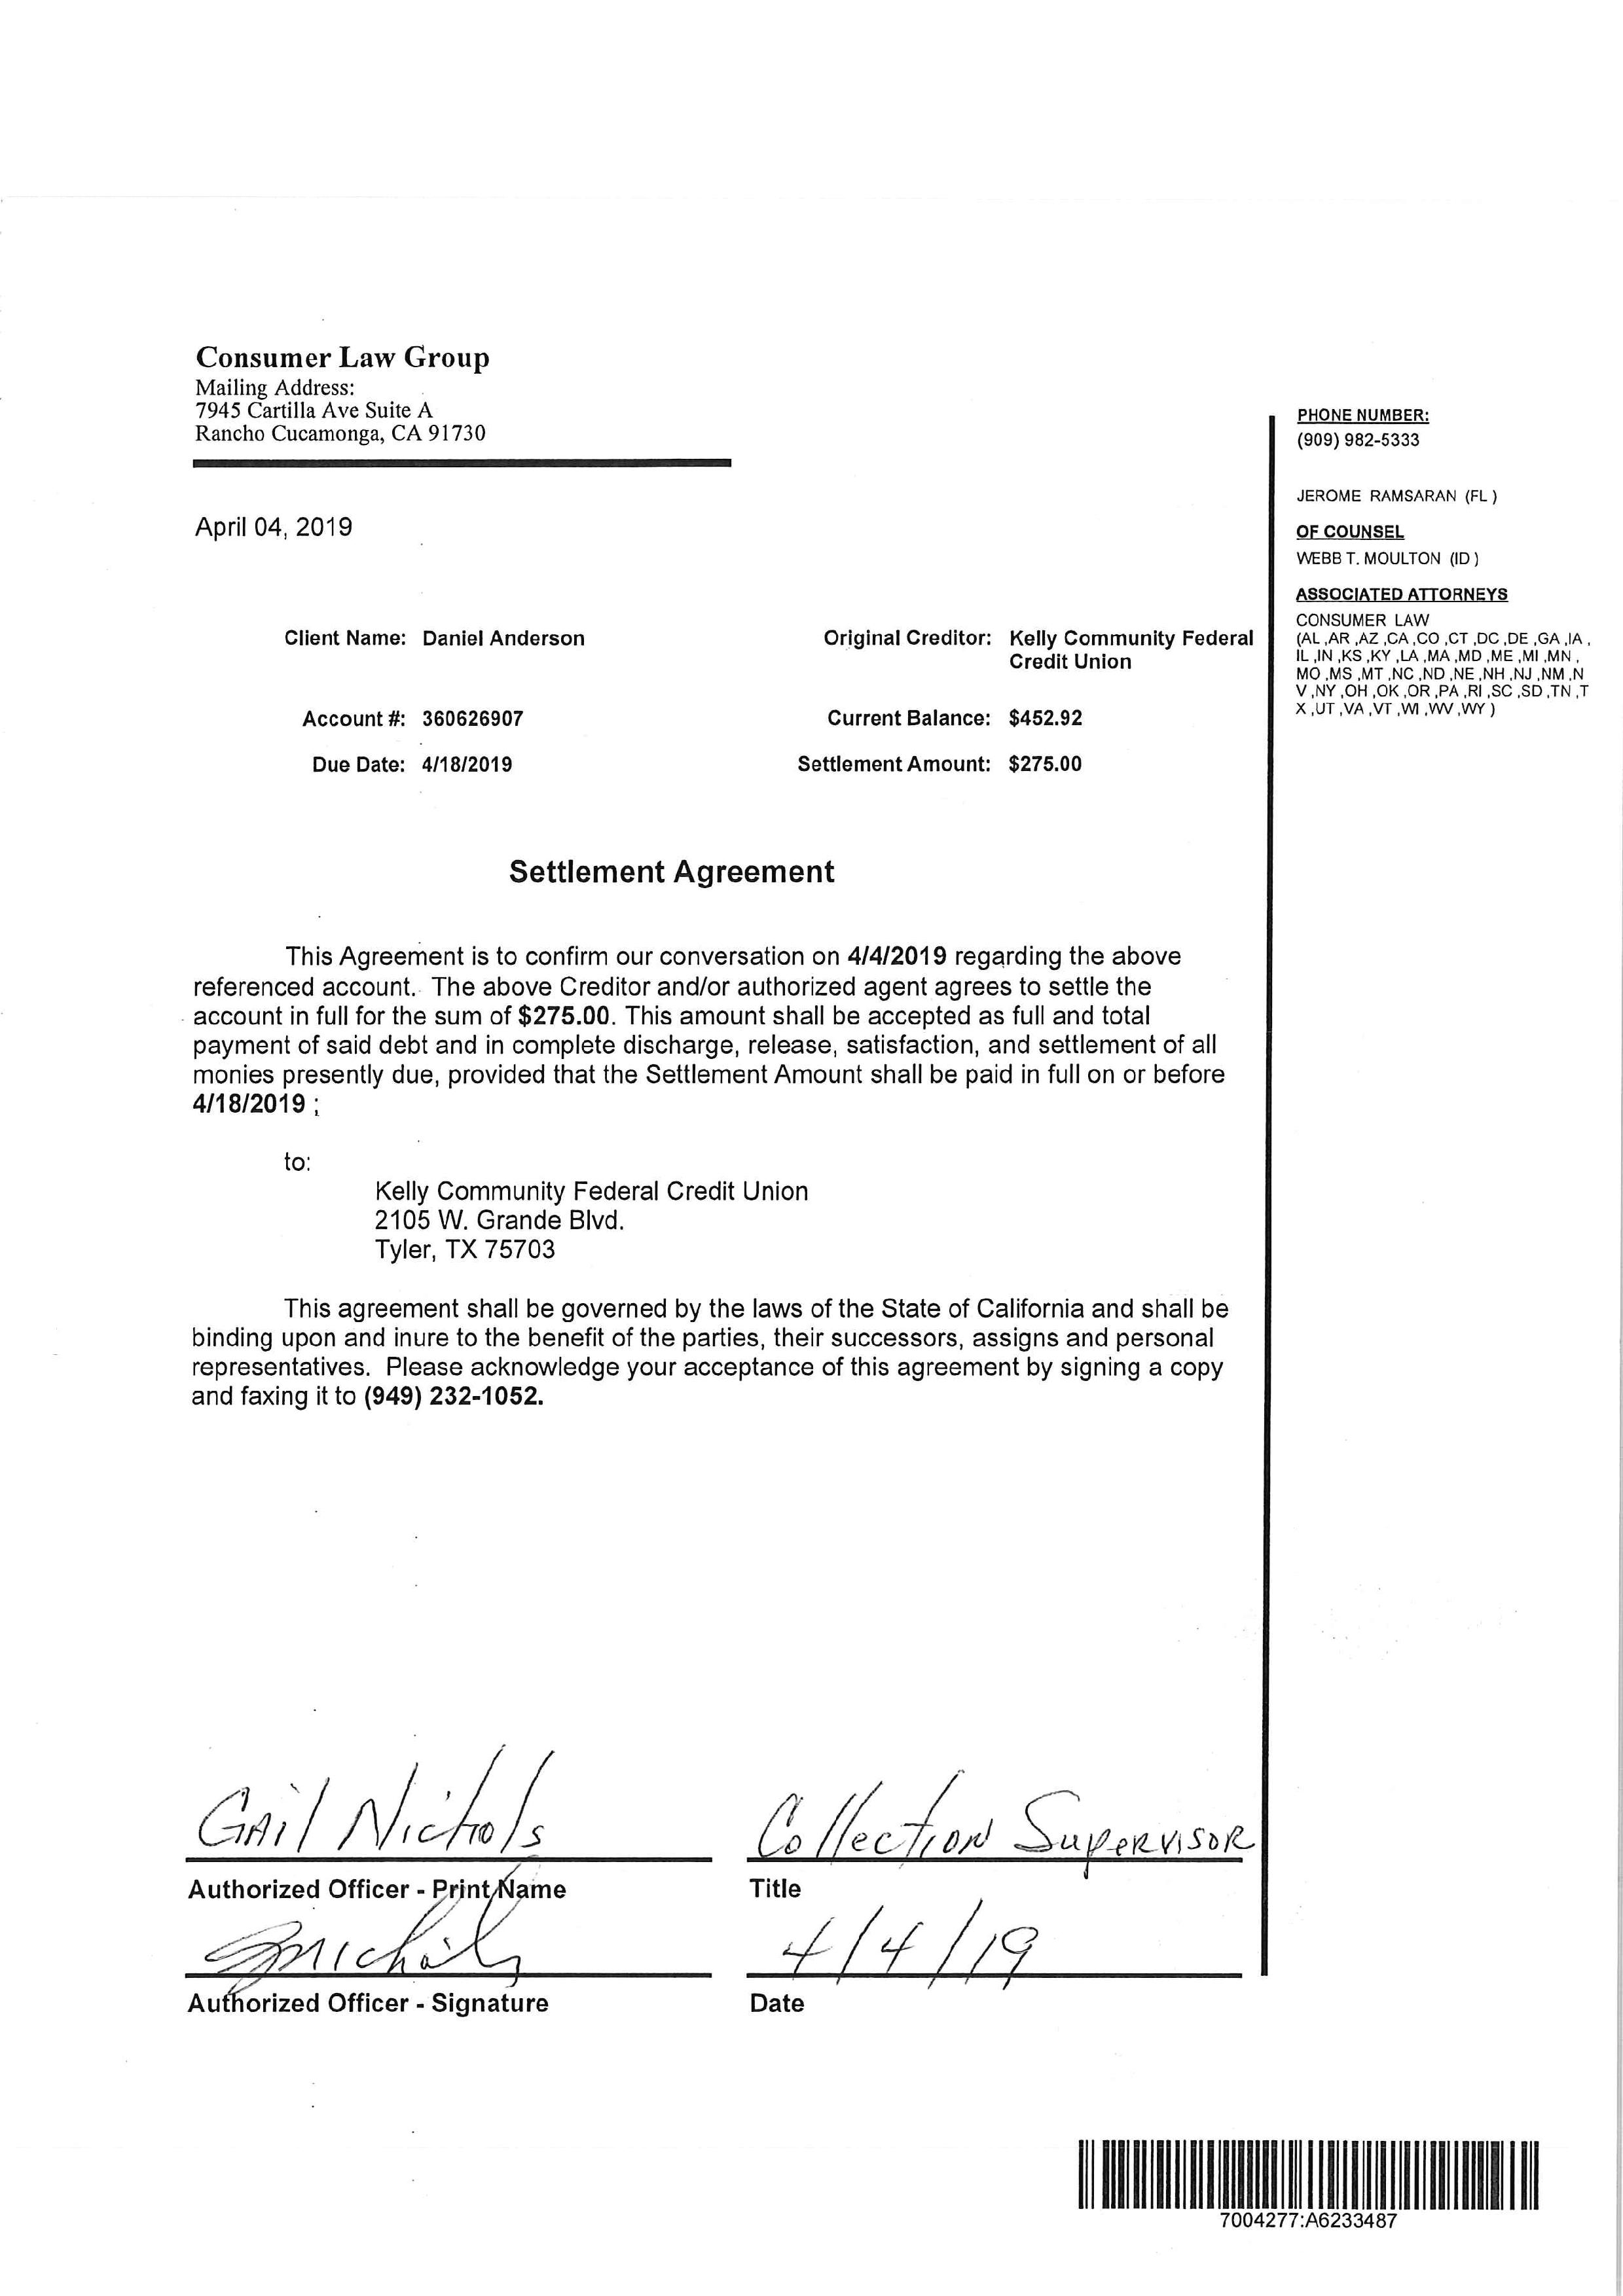 Consumer Law Group
Mailing Address:
7945 Cartilla Ave Suite A
Rancho Cucamonga, CA 91730
PHONE NUMBER:
(909) 982-5333
JEROME RAMSARAN (FL )
OF COUNSEL
WEBB T. MOULTON (ID )
ASSOCIATED ATTORNEYS
CONSUMER LAW
(AL ,AR ,AZ ,CA ,CO ,CT ,DC ,DE ,GA ,IA ,
IL ,IN ,KS ,KY ,LA ,MA ,MD ,ME ,MI ,MN ,
MO ,MS ,MT ,NC ,ND ,NE ,NH ,NJ ,NM ,N
V ,NY ,OH ,OK ,OR ,PA ,RI ,SC ,SD ,TN ,T
X ,UT ,VA ,VT ,WI ,WV ,WY )
April 04, 2019
Client Name: Daniel Anderson
Original Creditor: Kelly Community Federal
Credit Union
Account #: 360626907
Current Balance: $452.92
Due Date: 4/18/2019
Settlement Amount: $275.00
Settlement Agreement
This Agreement is to confirm our conversation on 4/4/2019 regarding the above
referenced account. The above Creditor and/or authorized agent agrees to settle the
account in full for the sum of $275.00. This amount shall be accepted as full and total
payment of said debt and in complete discharge, release, satisfaction, and settlement of all
monies presently due, provided that the Settlement Amount shall be paid in full on or before
4/18/2019 ;
to:
Kelly Community Federal Credit Union
2105 W. Grande Blvd.
Tyler, TX 75703
This agreement shall be governed by the laws of the State of California and shall be
binding upon and inure to the benefit of the parties, their successors, assigns and personal
representatives. Please acknowledge your acceptance of this agreement by signing a copy
and faxing it to (949) 232-1052.
Gail Nichols
Collection Supervisor
Authorized Officer - Print Name
Title
4/4/19
Authorized Officer - Signature
Date
7004277:A6233487